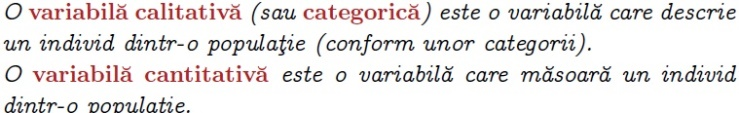 O variabilă calitativă (sau categorică) este o variabilă care descrie
un individ dintr-o populaţie (conform unor categorii).
O variabilă cantitativă este o variabilă care măsoară un individ
dintr-o populatie.